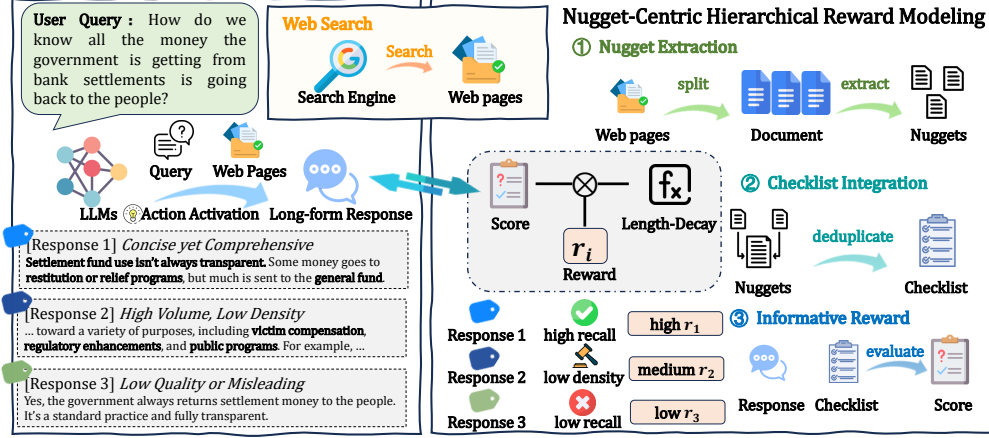 User Query : How do we
know all the money the
government is getting from
bank settlements is going
back to the people?
Web Search
Search
Search Engine
Web pages
Query
Web Pages
LLMs
Action Activation
Long-form Response
[Response 1] Concise yet Comprehensive
Settlement fund use isn't always transparent. Some money goes to
restitution or relief programs, but much is sent to the general fund.
[Response 2] High Volume, Low Density
... toward a variety of purposes, including victim compensation,
regulatory enhancements, and public programs. For example, ...
[Response 3] Low Quality or Misleading
Yes, the government always returns settlement money to the people.
It's a standard practice and fully transparent.
Nugget-Centric Hierarchical Reward Modeling
① Nugget Extraction
split
extract
Web pages
Document
Nuggets
Score
fx
Length-Decay
ri
Reward
② Checklist Integration
deduplicate
Nuggets
Checklist
Response 1
high recall
high r1
Response 2
low density
medium r2
Response 3
low recall
low r3
③ Informative Reward
evaluate
Response
Checklist
Score